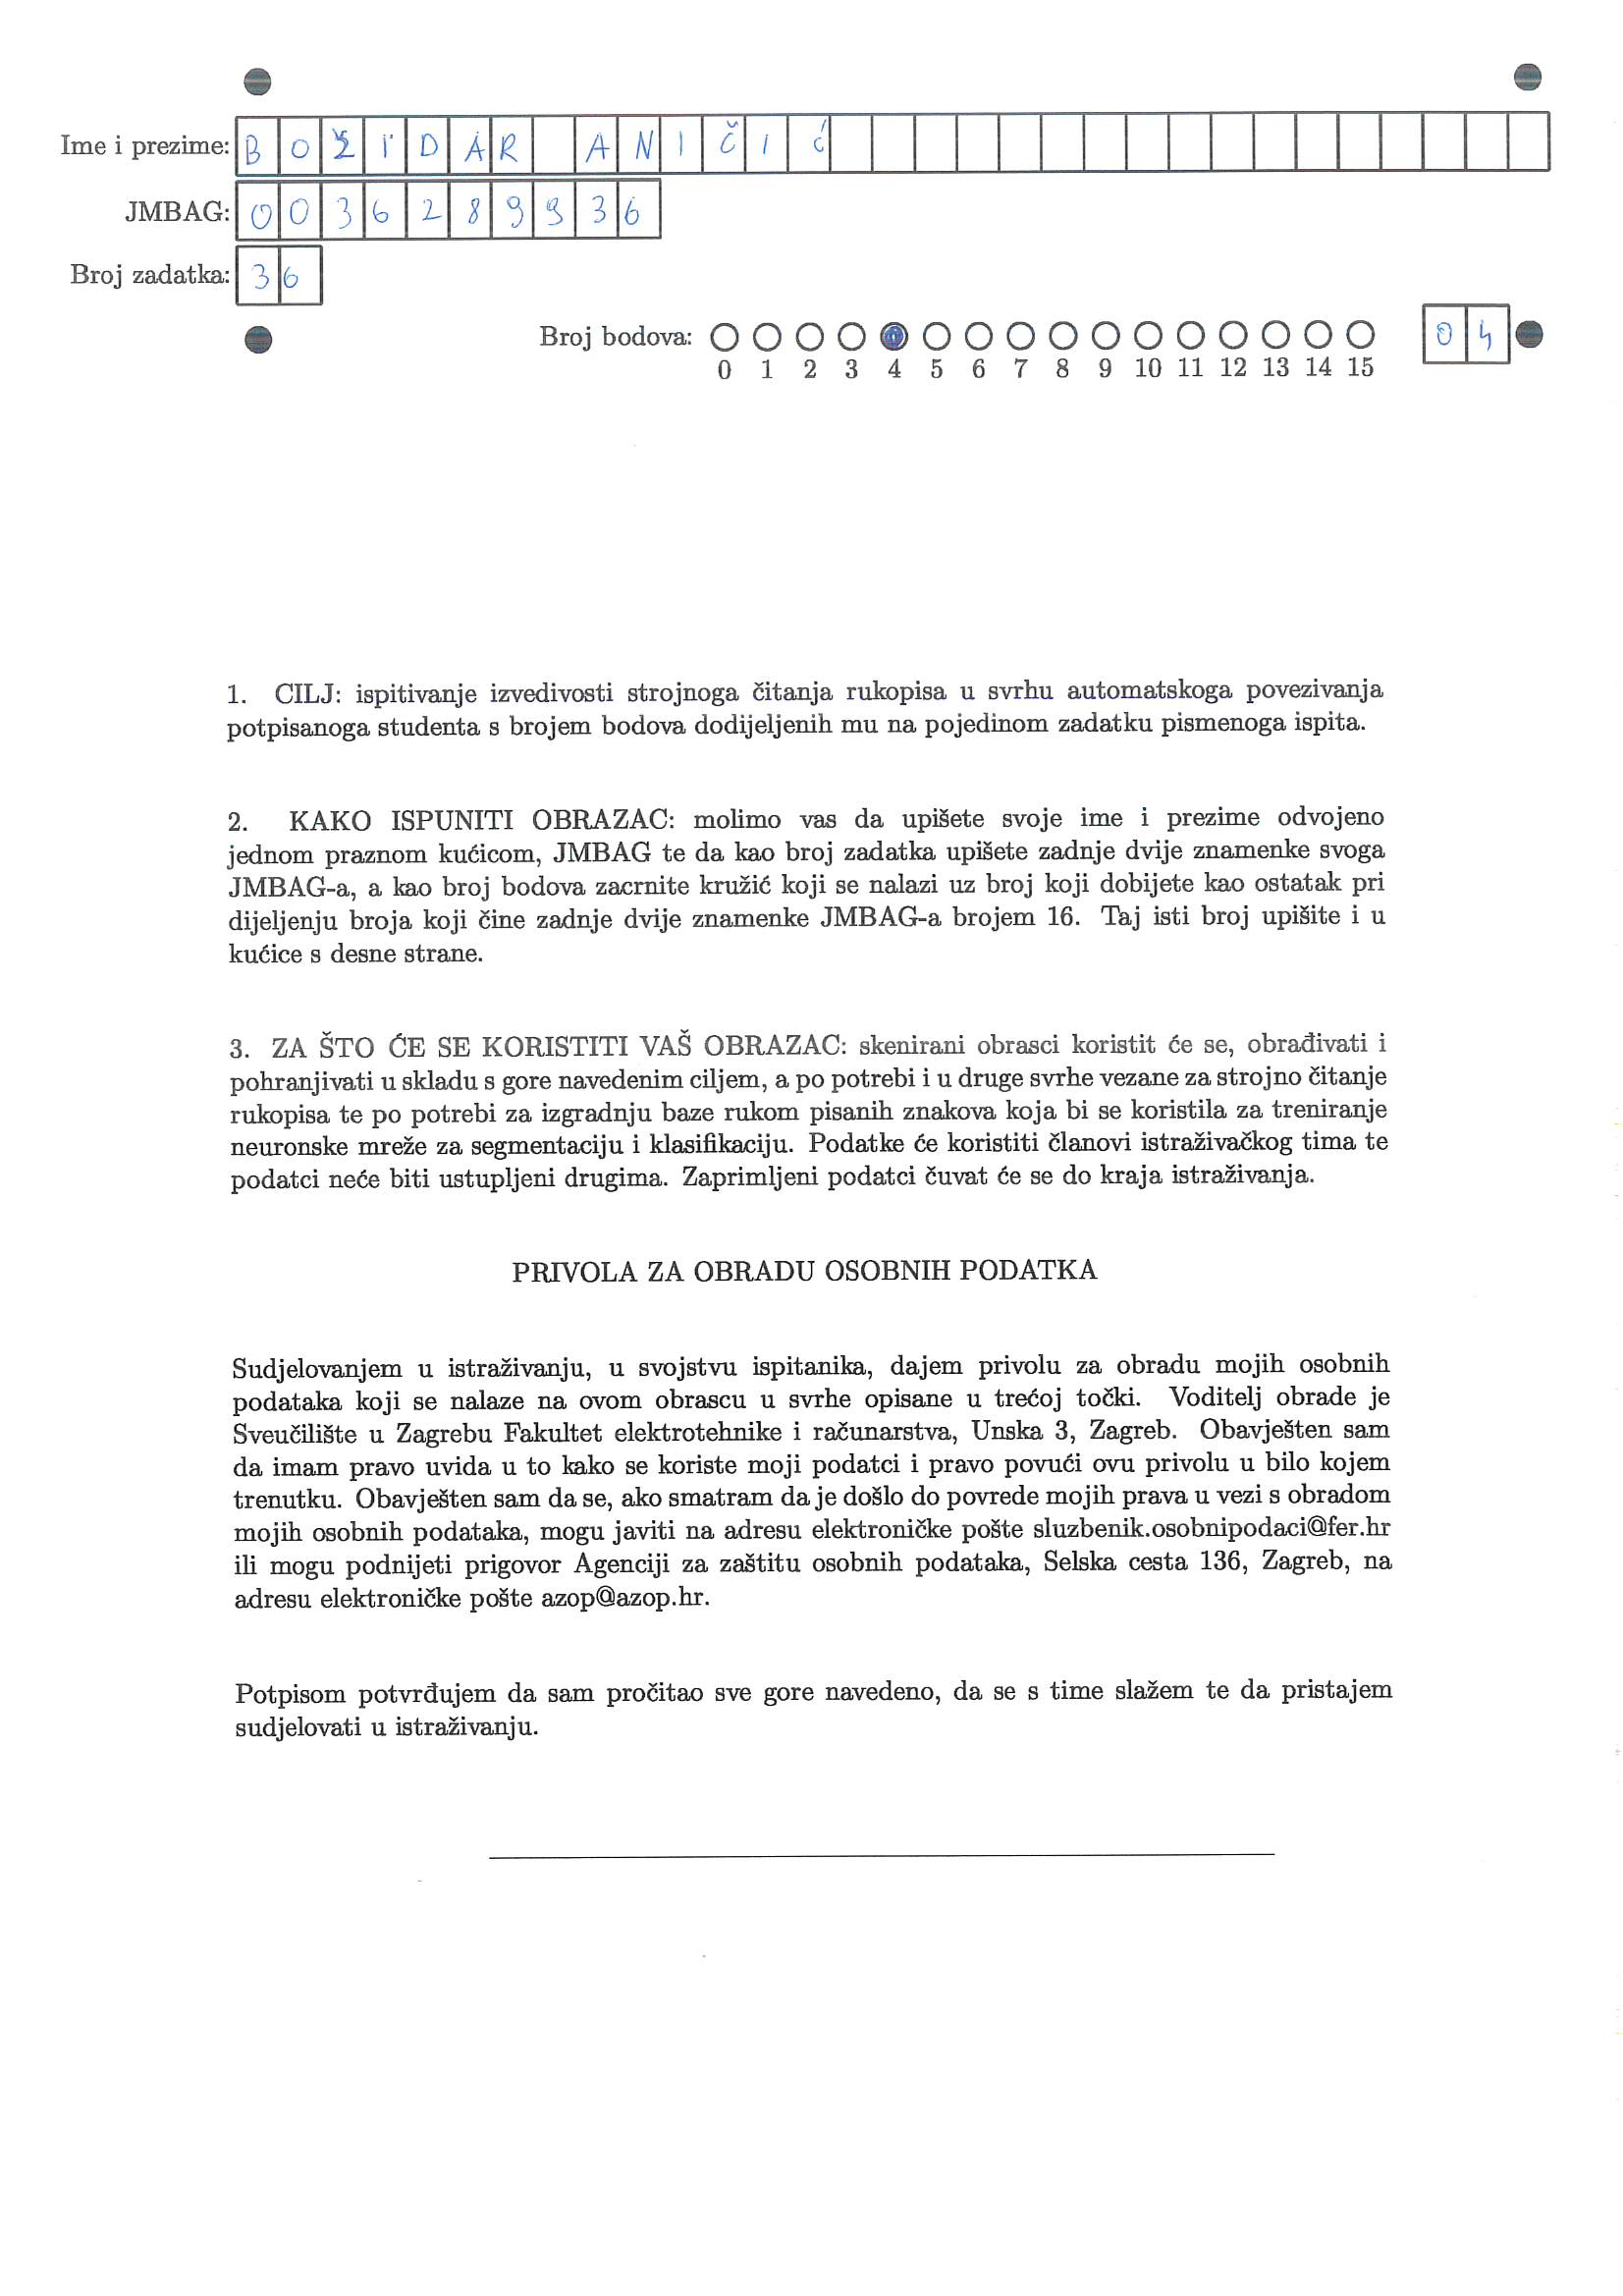 Ime i prezime: BOŽIDAR ANIČIĆ
JMBAG: 0036289936
Broj zadatka: 36
Broj bodova: 04
0 1 2 3 4 5 6 7 8 9 10 11 12 13 14 15
1. CILJ: ispitivanje izvedivosti strojnoga čitanja rukopisa u svrhu automatskoga povezivanja
potpisanoga studenta s brojem bodova dodijeljenih mu na pojedinom zadatku pismenoga ispita.
2. KAKO ISPUNITI OBRAZAC: molimo vas da upišete svoje ime i prezime odvojeno
jednom praznom kućicom, JMBAG te da kao broj zadatka upišete zadnje dvije znamenke svoga
JMBAG-a, a kao broj bodova zacrnite kružić koji se nalazi uz broj koji dobijete kao ostatak pri
dijeljenju broja koji čine zadnje dvije znamenke JMBAG-a brojem 16. Taj isti broj upišite i u
kućice s desne strane.
3. ZA ŠTO ĆE SE KORISTITI VAŠ OBRAZAC: skenirani obrasci koristit će se, obrađivati i
pohranjivati u skladu s gore navedenim ciljem, a po potrebi i u druge svrhe vezane za strojno čitanje
rukopisa te po potrebi za izgradnju baze rukom pisanih znakova koja bi se koristila za treniranje
neuronske mreže za segmentaciju i klasifikaciju. Podatke će koristiti članovi istraživačkog tima te
podatci neće biti ustupljeni drugima. Zaprimljeni podatci čuvat će se do kraja istraživanja.
PRIVOLA ZA OBRADU OSOBNIH PODATKA
Sudjelovanjem u istraživanju, u svojstvu ispitanika, dajem privolu za obradu mojih osobnih
podataka koji se nalaze na ovom obrascu u svrhe opisane u trećoj točki. Voditelj obrade je
Sveučilište u Zagrebu Fakultet elektrotehnike i računarstva, Unska 3, Zagreb. Obavješten sam
da imam pravo uvida u to kako se koriste moji podatci i pravo povući ovu privolu u bilo kojem
trenutku. Obavješten sam da se, ako smatram da je došlo do povrede mojih prava u vezi s obradom
mojih osobnih podataka, mogu javiti na adresu elektroničke pošte sluzbenik.osobnipodaci@fer.hr
ili mogu podnijeti prigovor Agenciji za zaštitu osobnih podataka, Selska cesta 136, Zagreb, na
adresu elektroničke pošte azop@azop.hr.
Potpisom potvrđujem da sam pročitao sve gore navedeno, da se s time slažem te da pristajem
sudjelovati u istraživanju.